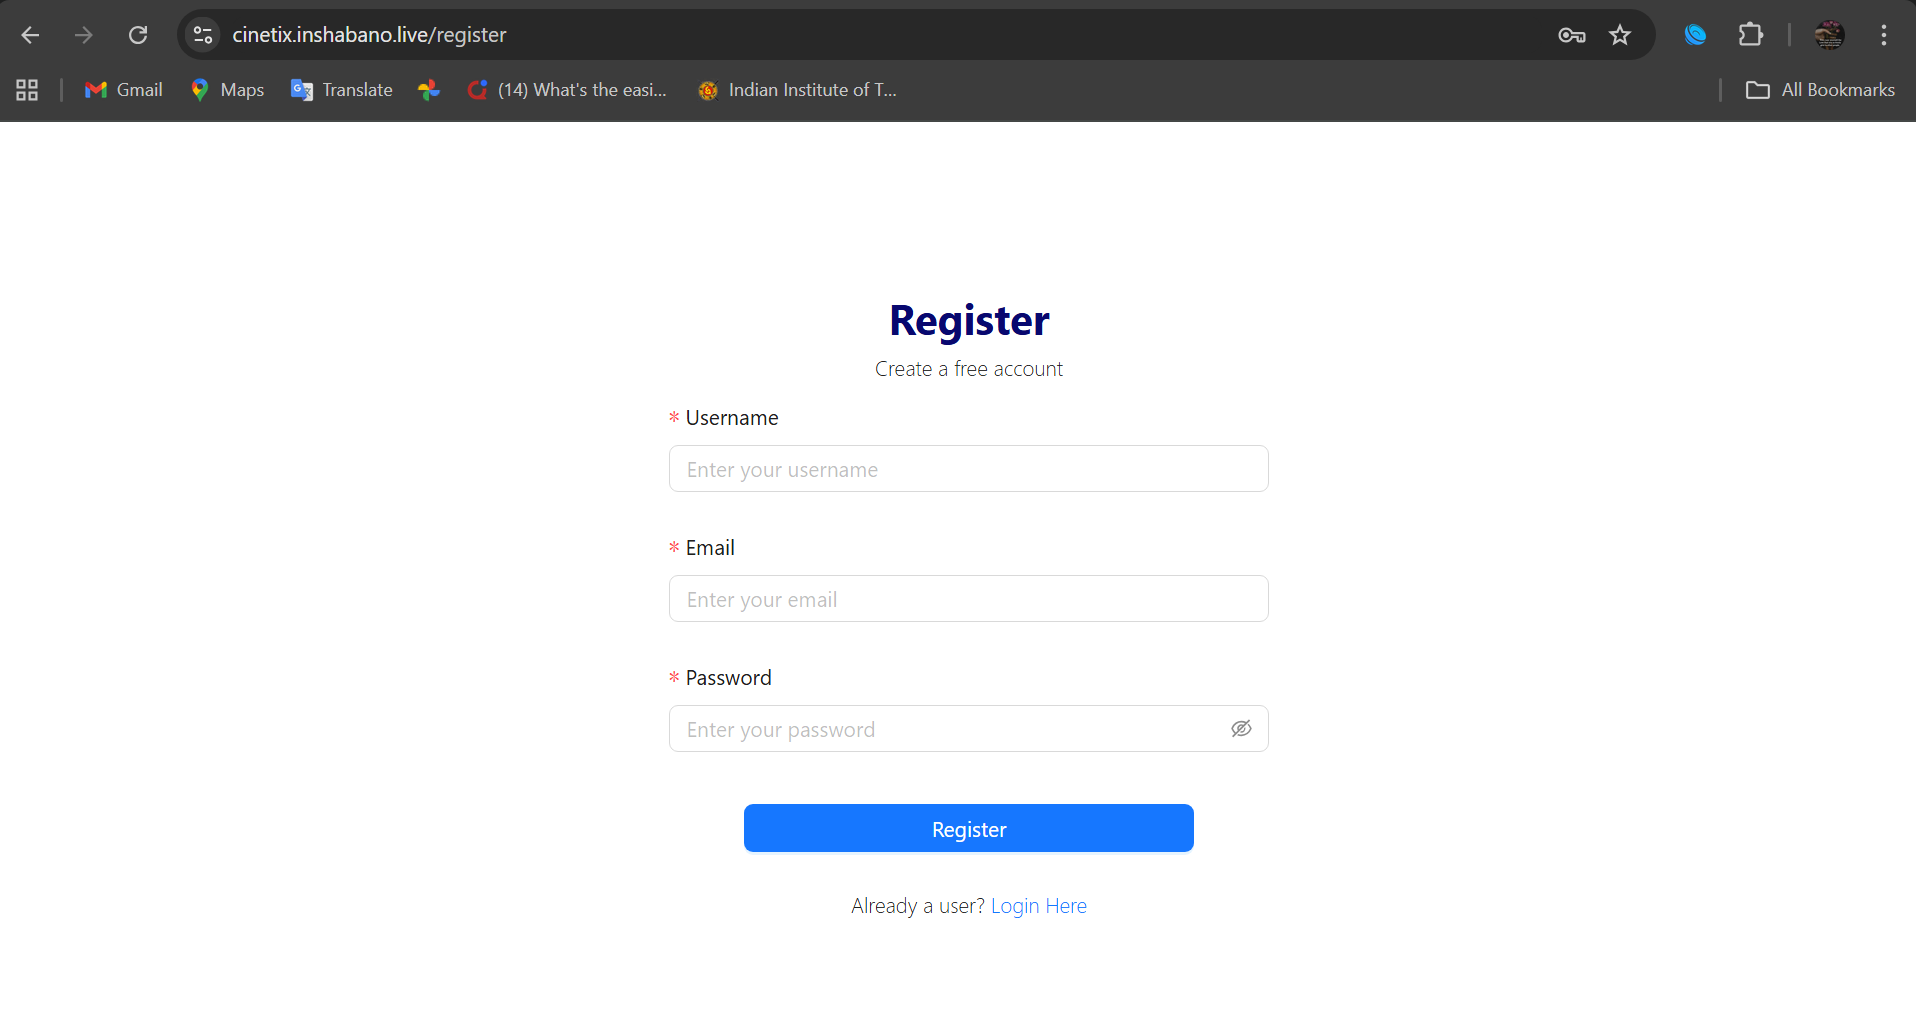 cinetix.inshabano.live/register
Gmail Maps Translate (14) What's the easi... Indian Institute of T... All Bookmarks
Register
Create a free account
* Username
Enter your username
* Email
Enter your email
* Password
Enter your password
Register
Already a user? Login Here